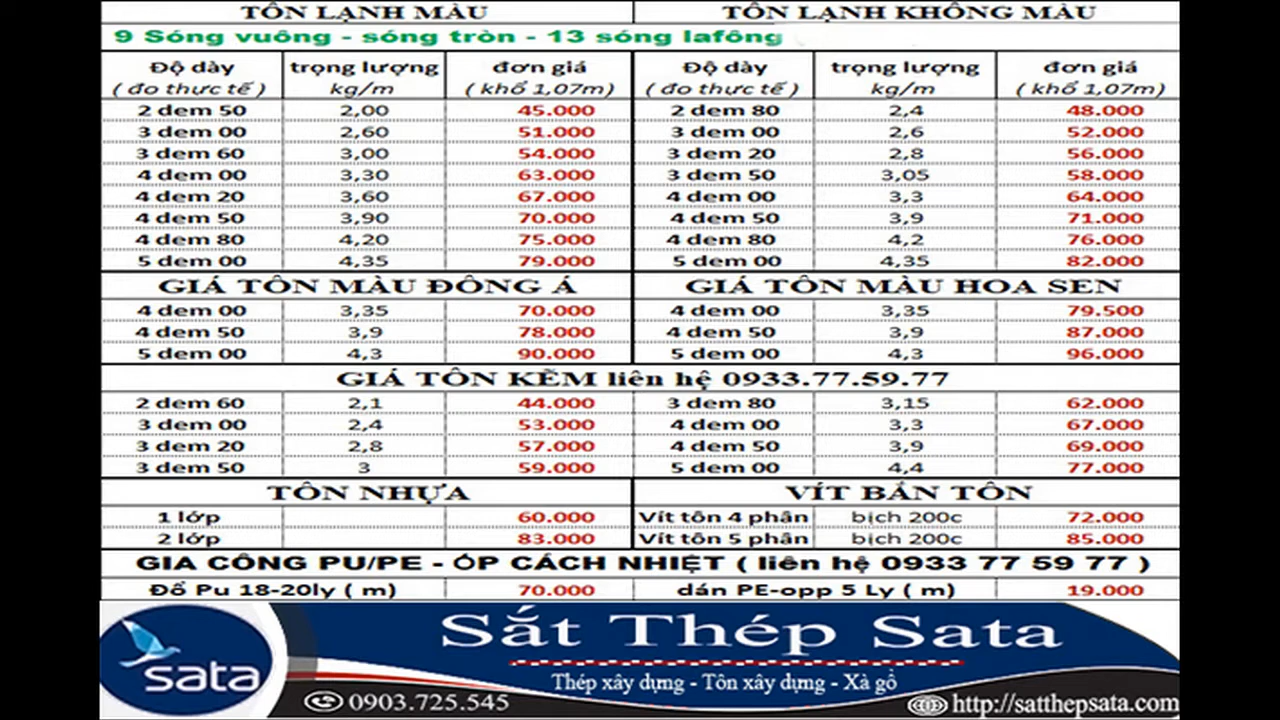 TÔN LẠNH MÀU TÔN LẠNH KHÔNG MÀU
9 Sóng vuông - sóng tròn - 13 sóng lafông
Độ dày trọng lượng đơn giá Độ dày trọng lượng đơn giá
( đo thực tế ) kg/m ( khổ 1,07m) ( đo thực tế ) kg/m ( khổ 1,07m)
2 dem 50 2,00 45.000 2 dem 80 2,4 48.000
3 dem 00 2,60 51.000 3 dem 00 2,6 52.000
3 dem 60 3,00 54.000 3 dem 20 2,8 56.000
4 dem 00 3,30 63.000 3 dem 50 3,05 58.000
4 dem 20 3,60 67.000 4 dem 00 3,3 64.000
4 dem 50 3,90 70.000 4 dem 50 3,9 71.000
4 dem 80 4,20 75.000 4 dem 80 4,2 76.000
5 dem 00 4,35 79.000 5 dem 00 4,35 82.000
GIÁ TÔN MÀU ĐÔNG Á GIÁ TÔN MÀU HOA SEN
4 dem 00 3,35 70.000 4 dem 00 3,35 79.500
4 dem 50 3,9 78.000 4 dem 50 3,9 87.000
5 dem 00 4,3 90.000 5 dem 00 4,3 96.000
GIÁ TÔN KẼM liên hệ 0933.77.59.77
2 dem 60 2,1 44.000 3 dem 80 3,15 62.000
3 dem 00 2,4 53.000 4 dem 00 3,3 67.000
3 dem 20 2,8 57.000 4 dem 50 3,9 69.000
3 dem 50 3 59.000 5 dem 00 4,4 77.000
TÔN NHỰA VÍT BẮN TÔN
1 lớp 60.000 Vít tôn 4 phân bịch 200c 72.000
2 lớp 83.000 Vít tôn 5 phân bịch 200c 85.000
GIA CÔNG PU/PE - ỐP CÁCH NHIỆT ( liên hệ 0933 77 59 77 )
Đổ Pu 18-20ly ( m) 70.000 dán PE-opp 5 Ly ( m) 19.000
Sắt Thép Sata
sata
Thép xây dựng - Tôn xây dựng - Xà gồ
0903.725.545 http://satthepsata.com